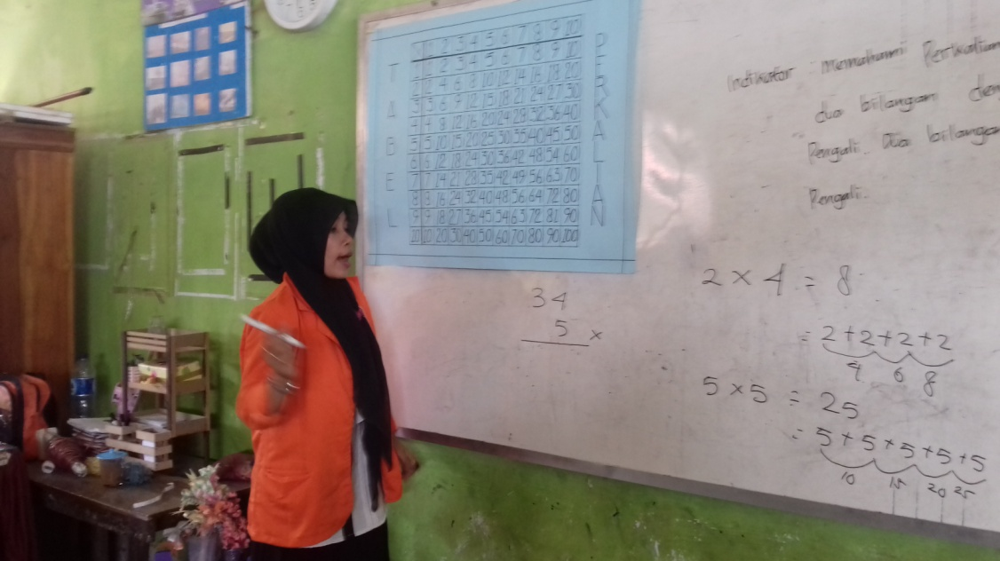 TABEL
1 2 3 4 5 6 7 8 9 10
1 1 2 3 4 5 6 7 8 9 10
2 2 4 6 8 10 12 14 16 18 20
3 3 6 9 12 15 18 21 24 27 30
4 4 8 12 16 20 24 28 32 36 40
5 5 10 15 20 25 30 35 40 45 50
6 6 12 18 24 30 36 42 48 54 60
7 7 14 21 28 35 42 49 56 63 70
8 8 16 24 32 40 48 56 64 72 80
9 9 18 27 36 45 54 63 72 81 90
10 10 20 30 40 50 60 70 80 90 100
PERKALIAN
34
5 ×
Indikator : memahami Perkalian
dua bilangan den
Pengali. Dua bilangan
Pengali.
2 × 4 = 8
= 2+2+2+2
4 6 8
5 × 5 = 25
= 5+5+5+5+5
10 15 20 25